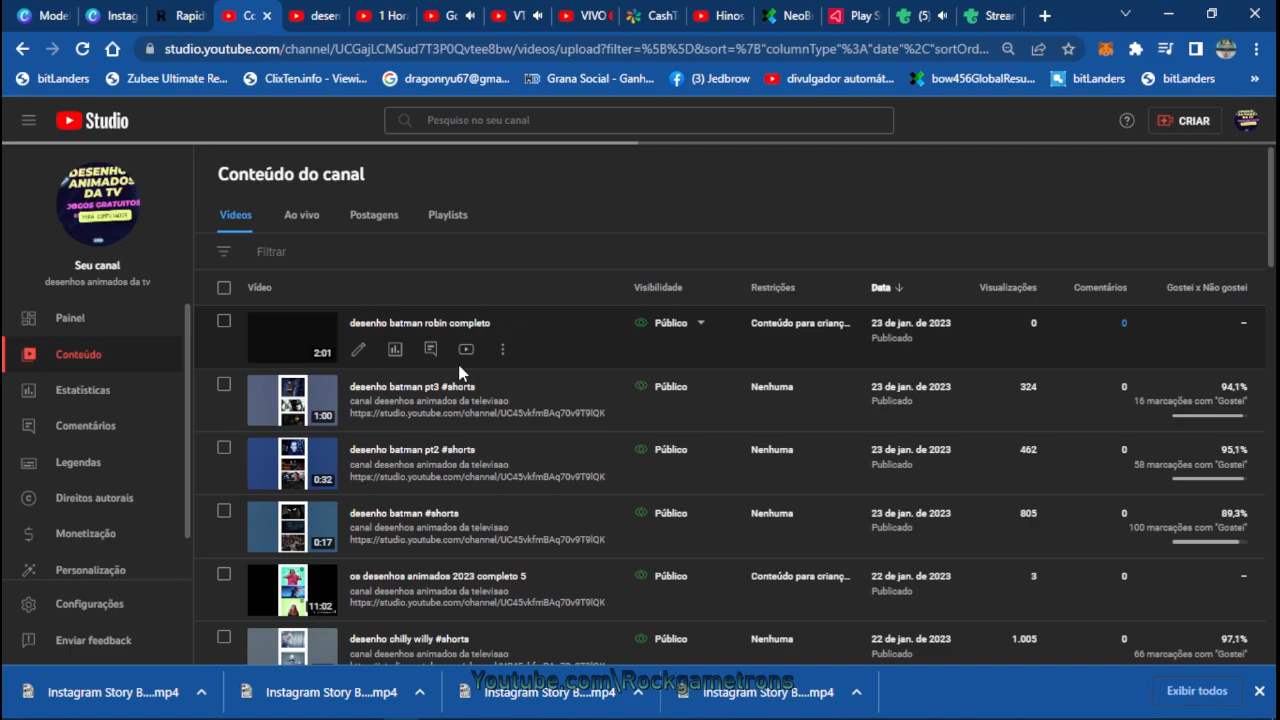 Mode
Instag
Rapid
Co
desen
1 Hor
Go
VT
VIVO
CashT
Hinos
NeoB
Play S
(5)
Strear
studio.youtube.com/channel/UCGajLCMSud7T3P0Qvtee8bw/videos/upload?filter=%5B%5D&sort=%7B"columnType"%3A"date"%2C"sortOrd...
bitLanders
Zubee Ultimate Re...
ClixTen.info - Viewi...
dragonryu67@gma...
Grana Social - Ganh...
(3) Jedbrow
divulgador automát...
bow456GlobalResu...
bitLanders
bitLanders
»
Studio
Pesquise no seu canal
CRIAR
DESENHO
ANIMADOS
DA TV
JOGOS GRATUITOS
PARA COMPUTADOR
Seu canal
desenhos animados da tv
Painel
Conteúdo
Estatísticas
Comentários
Legendas
Direitos autorais
Monetização
Personalização
Configurações
Enviar feedback
Conteúdo do canal
Vídeos Ao vivo Postagens Playlists
Filtrar
Vídeo Visibilidade Restrições Data Visualizações Comentários Gostei x Não gostei
2:01
desenho batman robin completo
Público
Conteúdo para crianç...
23 de jan. de 2023
Publicado
0
0
–
1:00
desenho batman pt3 #shorts
canal desenhos animados da televisao
https://studio.youtube.com/channel/UC45vkfmBAq70v9T9lQK
Público
Nenhuma
23 de jan. de 2023
Publicado
324
0
94,1%
16 marcações com "Gostei"
0:32
desenho batman pt2 #shorts
canal desenhos animados da televisao
https://studio.youtube.com/channel/UC45vkfmBAq70v9T9lQK
Público
Nenhuma
23 de jan. de 2023
Publicado
462
0
95,1%
58 marcações com "Gostei"
0:17
desenho batman #shorts
canal desenhos animados da televisao
https://studio.youtube.com/channel/UC45vkfmBAq70v9T9lQK
Público
Nenhuma
23 de jan. de 2023
Publicado
805
0
89,3%
100 marcações com "Gostei"
11:02
os desenhos animados 2023 completo 5
canal desenhos animados da televisao
https://studio.youtube.com/channel/UC45vkfmBAq70v9T9lQK
Público
Conteúdo para crianç...
22 de jan. de 2023
Publicado
3
0
–
desenho chilly willy #shorts
canal desenhos animados da televisao
Público
Nenhuma
22 de jan. de 2023
Publicado
1.005
0
97,1%
66 marcações com "Gostei"
Instagram Story B....mp4
Instagram Story B....mp4
Instagram Story B....mp4
Instagram Story B....mp4
Exibir todos
Youtube.com\Rockgametrons